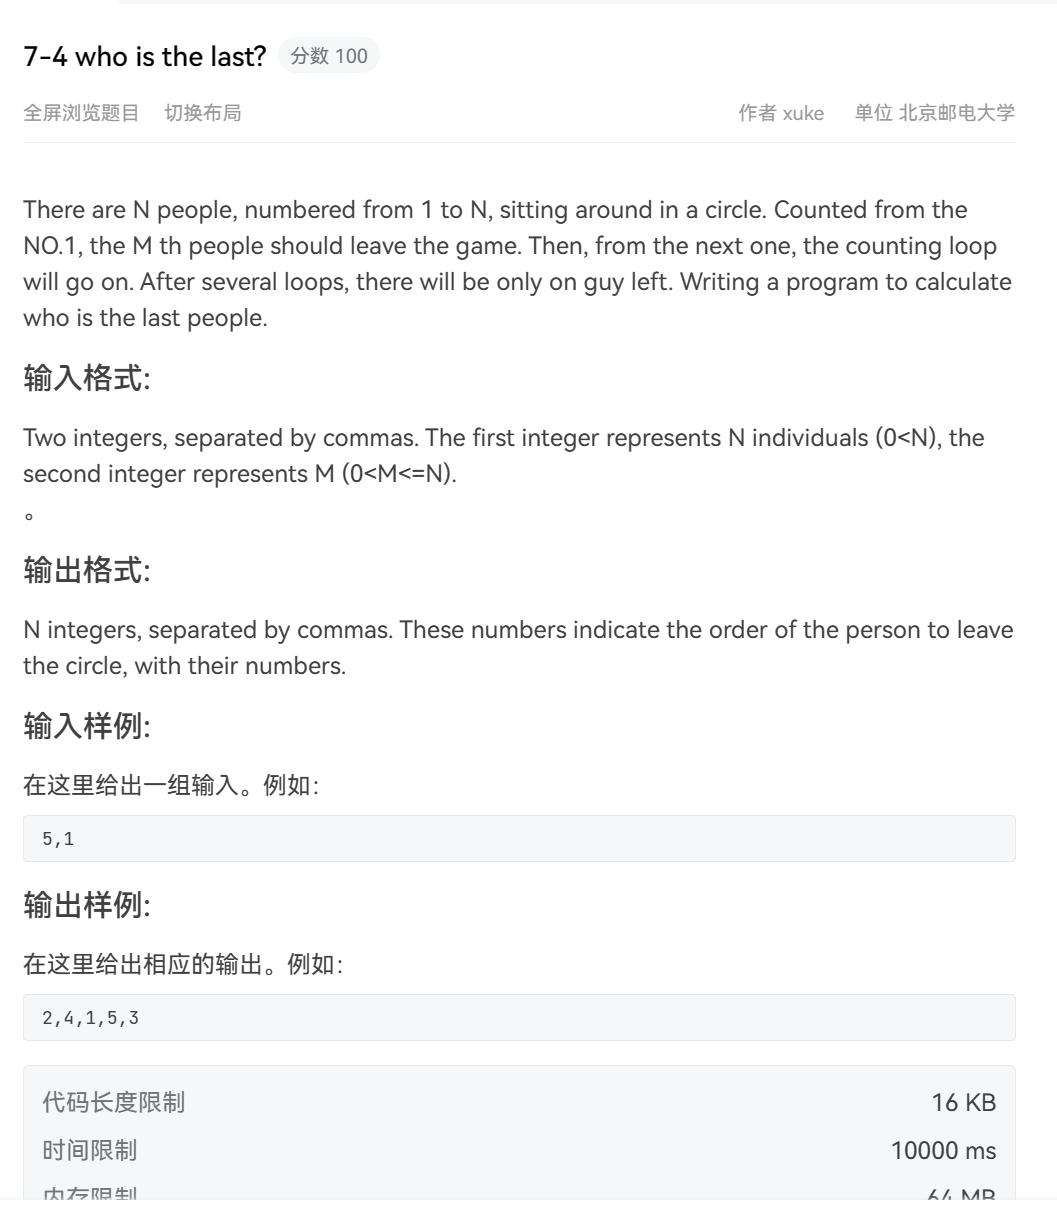 7-4 who is the last? 分数 100
全屏浏览题目 切换布局 作者 xuke 单位 北京邮电大学
There are N people, numbered from 1 to N, sitting around in a circle. Counted from the
NO.1, the M th people should leave the game. Then, from the next one, the counting loop
will go on. After several loops, there will be only on guy left. Writing a program to calculate
who is the last people.
输入格式:
Two integers, separated by commas. The first integer represents N individuals (0<N), the
second integer represents M (0<M<=N).
。
输出格式:
N integers, separated by commas. These numbers indicate the order of the person to leave
the circle, with their numbers.
输入样例:
在这里给出一组输入。例如：
5,1
输出样例:
在这里给出相应的输出。例如：
2,4,1,5,3
代码长度限制 16 KB
时间限制 10000 ms
内存限制 64 MB